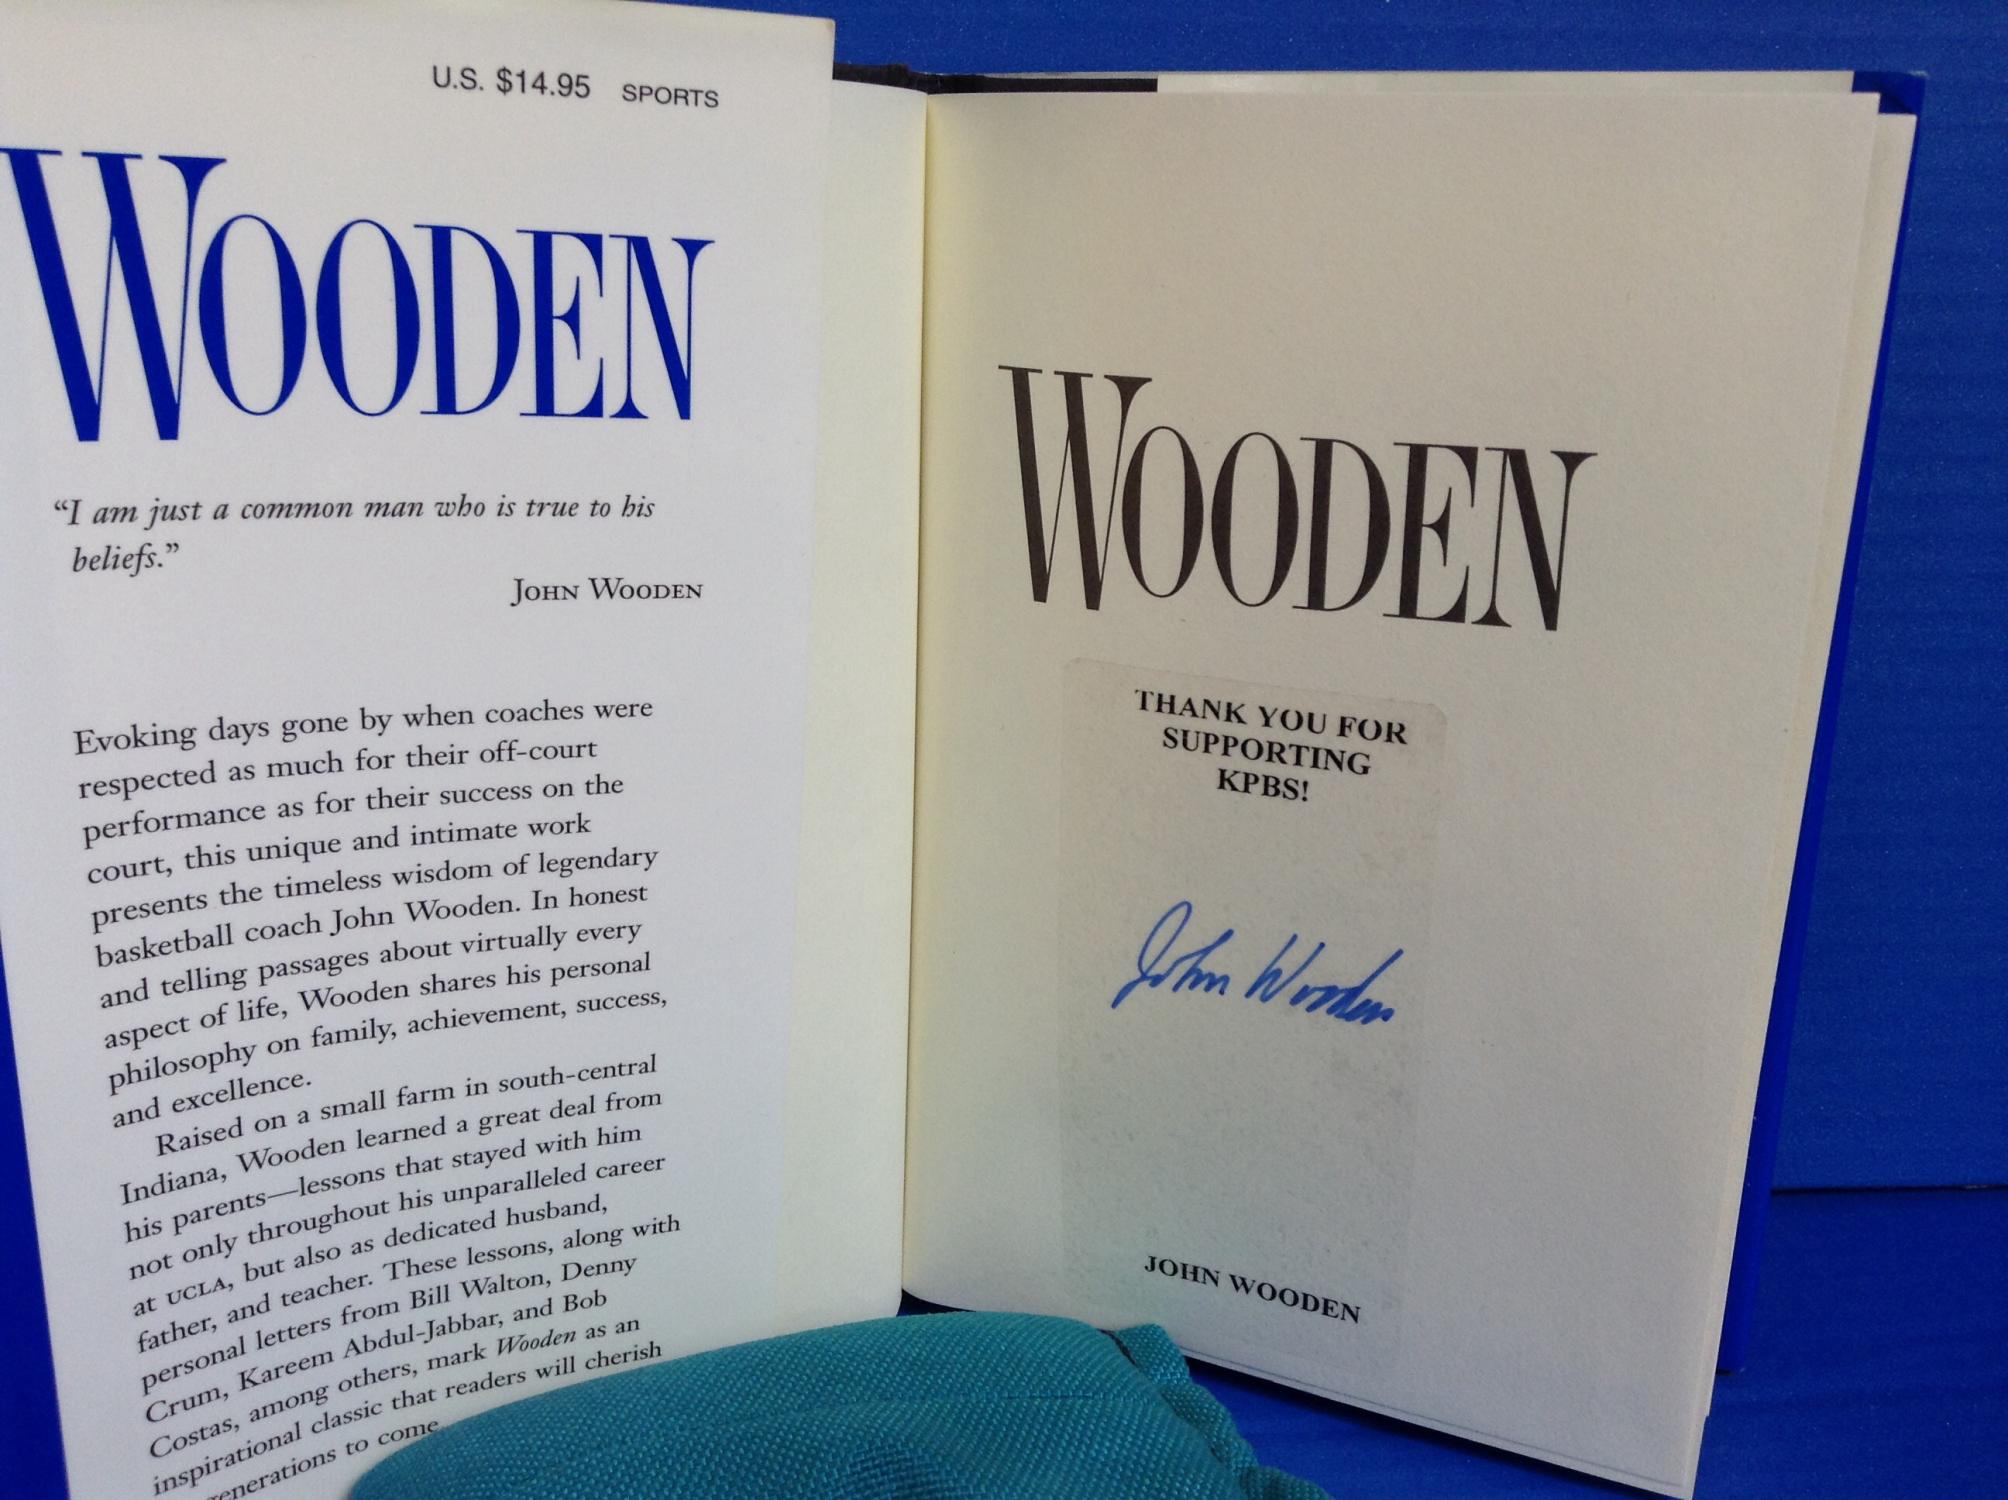 U.S. $14.95 SPORTS
WOODEN
“I am just a common man who is true to his
beliefs.”
JOHN WOODEN
Evoking days gone by when coaches were
respected as much for their off-court
performance as for their success on the
court, this unique and intimate work
presents the timeless wisdom of legendary
basketball coach John Wooden. In honest
and telling passages about virtually every
aspect of life, Wooden shares his personal
philosophy on family, achievement, success,
and excellence.
Raised on a small farm in south-central
Indiana, Wooden learned a great deal from
his parents—lessons that stayed with him
not only throughout his unparalleled career
at UCLA, but also as dedicated husband,
father, and teacher. These lessons, along with
personal letters from Bill Walton, Denny
Crum, Kareem Abdul-Jabbar, and Bob
Costas, among others, mark Wooden as an
inspirational classic that readers will cherish
generations to come.
WOODEN
THANK YOU FOR
SUPPORTING
KPBS!
John Wooden
JOHN WOODEN